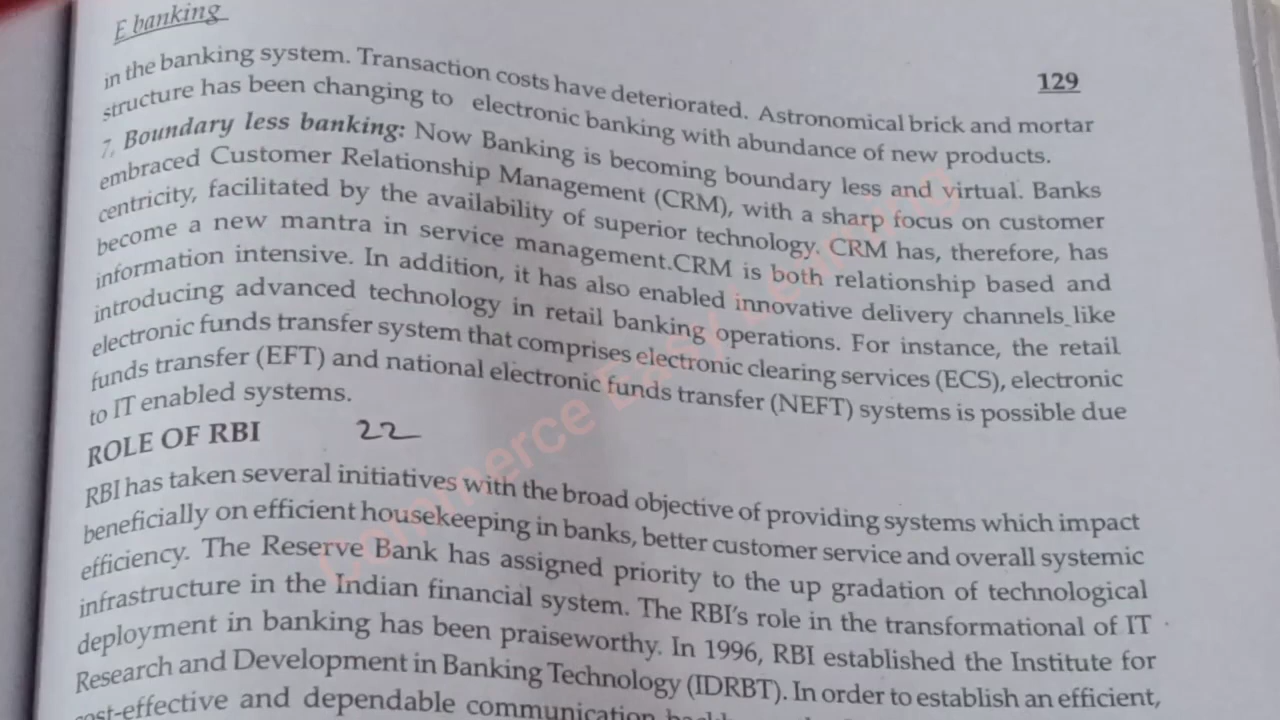 E banking
129
in the banking system. Transaction costs have deteriorated. Astronomical brick and mortar
structure has been changing to electronic banking with abundance of new products.
7. Boundary less banking: Now Banking is becoming boundary less and virtual. Banks
embraced Customer Relationship Management (CRM), with a sharp focus on customer
centricity, facilitated by the availability of superior technology. CRM has, therefore, has
become a new mantra in service management.CRM is both relationship based and
information intensive. In addition, it has also enabled innovative delivery channels like
introducing advanced technology in retail banking operations. For instance, the retail
electronic funds transfer system that comprises electronic clearing services (ECS), electronic
funds transfer (EFT) and national electronic funds transfer (NEFT) systems is possible due
to IT enabled systems.
ROLE OF RBI 22
RBI has taken several initiatives with the broad objective of providing systems which impact
beneficially on efficient housekeeping in banks, better customer service and overall systemic
efficiency. The Reserve Bank has assigned priority to the up gradation of technological
infrastructure in the Indian financial system. The RBI's role in the transformational of IT
deployment in banking has been praiseworthy. In 1996, RBI established the Institute for
Research and Development in Banking Technology (IDRBT). In order to establish an efficient,
cost-effective and dependable communication
Commerce Easy Learning